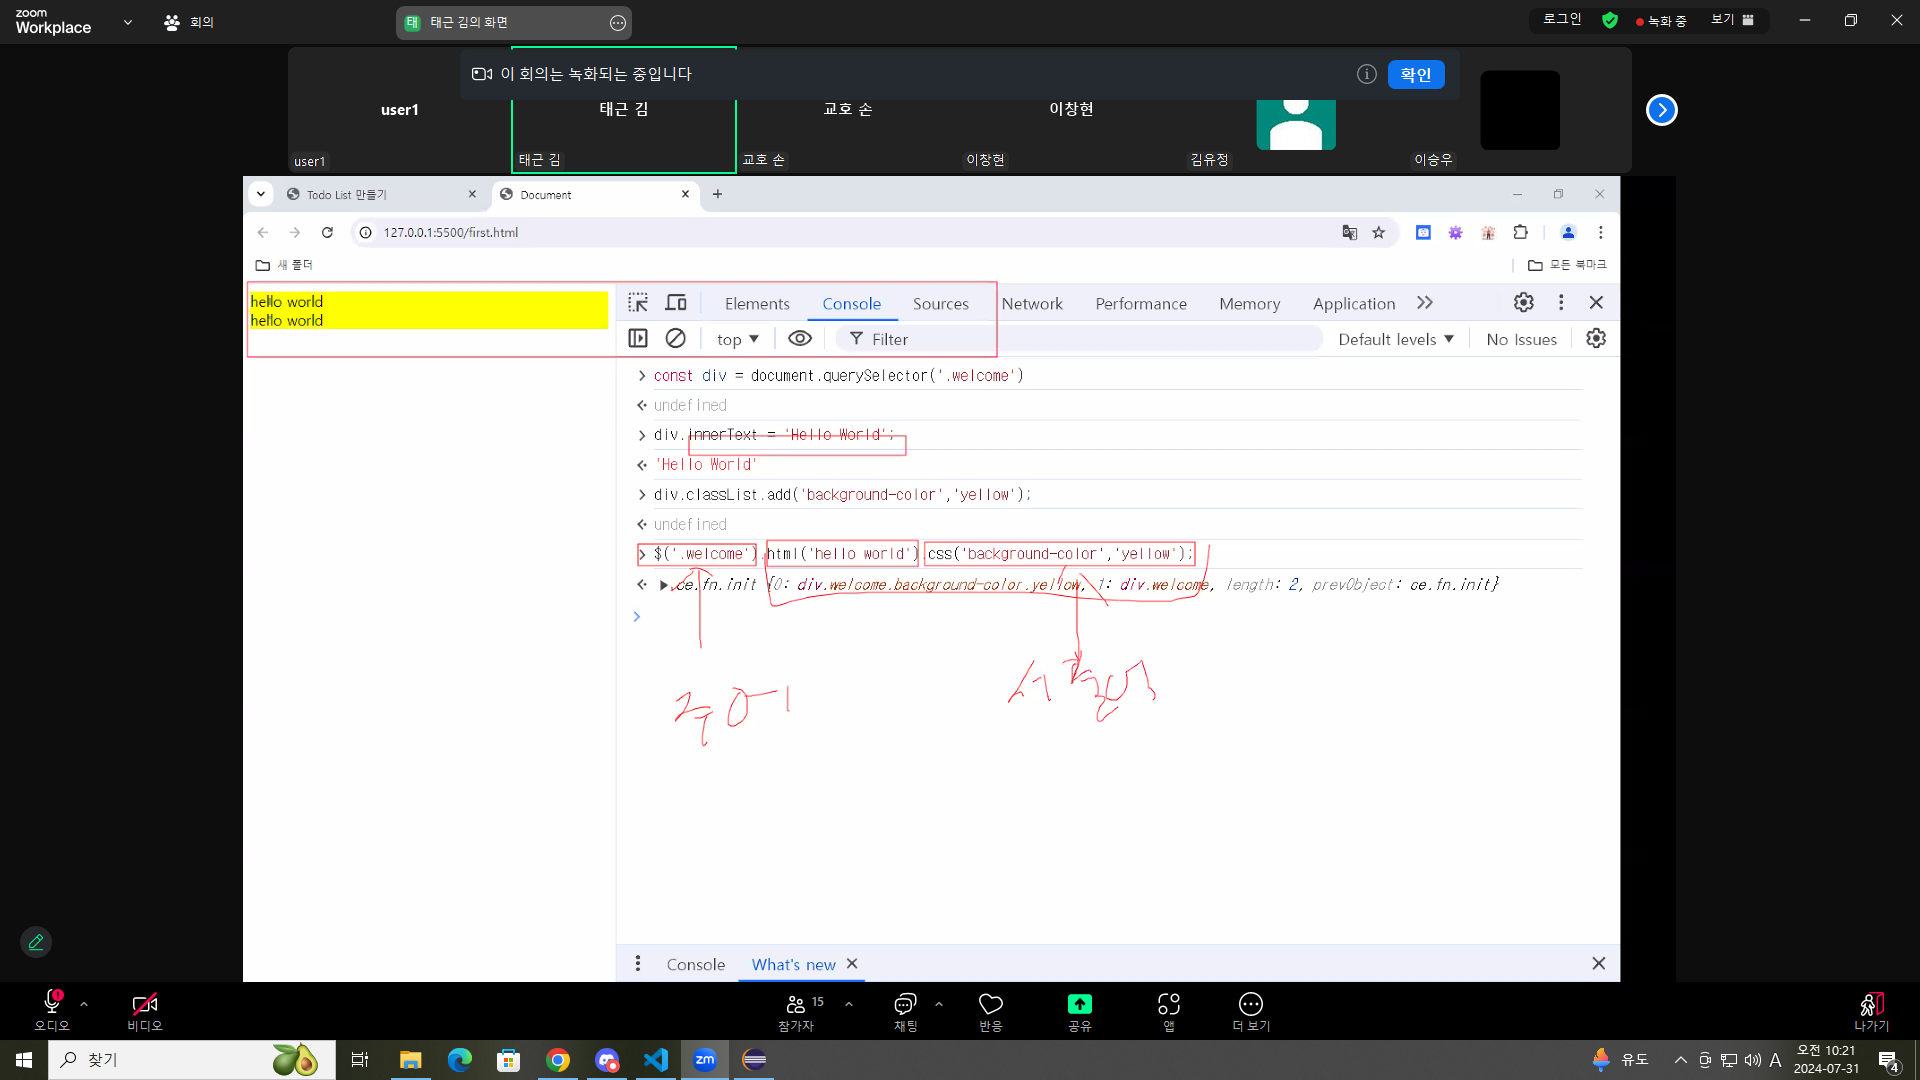 zoom
Workplace
회의
태 태근 김의 화면
로그인
녹화 중
보기
이 회의는 녹화되는 중입니다
확인
user1
태근 김
교호 손
이창현
user1
태근 김
교호 손
이창현
김유정
이승우
Todo List 만들기
Document
127.0.0.1:5500/first.html
새 폴더
모든 북마크
hello world
hello world
Elements
Console
Sources
Network
Performance
Memory
Application
top
Filter
Default levels
No Issues
const div = document.querySelector('.welcome')
undefined
div.innerText = 'Hello World';
'Hello World'
div.classList.add('background-color','yellow');
undefined
$('.welcome').html('hello world') css('background-color','yellow');
ce.fn.init {0: div.welcome.background-color.yellow, 1: div.welcome, length: 2, prevObject: ce.fn.init}
주어
Console
What's new
오디오
비디오
15
참가자
채팅
반응
공유
앱
더 보기
나가기
찾기
zm
유도
A
오전 10:21
2024-07-31
4